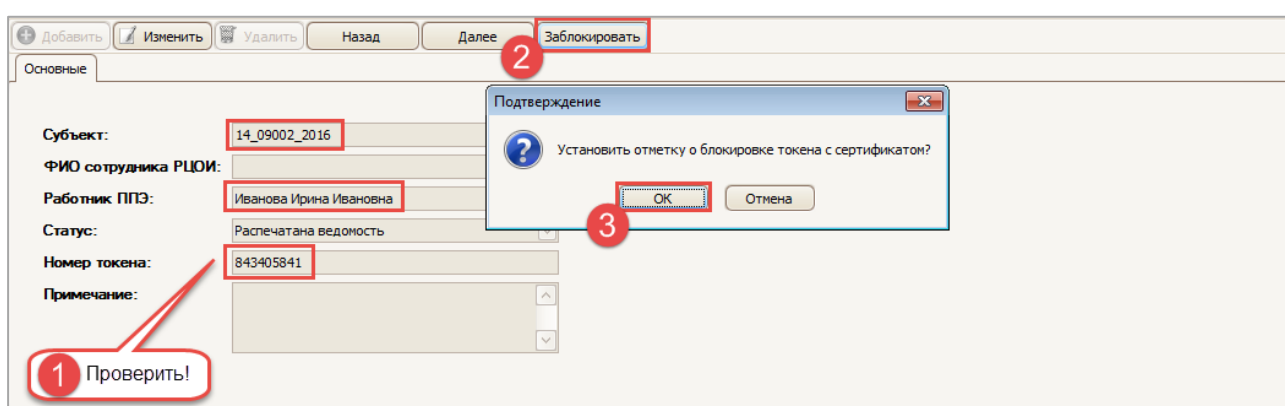 Добавить Изменить Удалить Назад Далее Заблокировать
2
Основные
Подтверждение
Субъект: 14_09002_2016
Установить отметку о блокировке токена с сертификатом?
ФИО сотрудника РЦОИ:
Работник ППЭ: Иванова Ирина Ивановна
ОК Отмена
3
Статус: Распечатана ведомость
Номер токена: 843405841
Примечание:
1 Проверить!